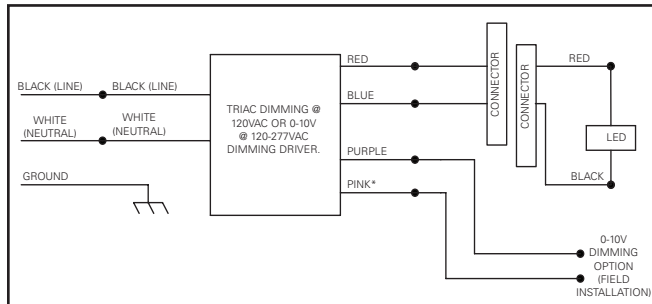 BLACK (LINE)
BLACK (LINE)
WHITE
(NEUTRAL)
WHITE
(NEUTRAL)
GROUND
TRIAC DIMMING @
120VAC OR 0-10V
@ 120-277VAC
DIMMING DRIVER.
RED
BLUE
PURPLE
PINK*
CONNECTOR
CONNECTOR
RED
LED
BLACK
0-10V
DIMMING
OPTION
(FIELD
INSTALLATION)